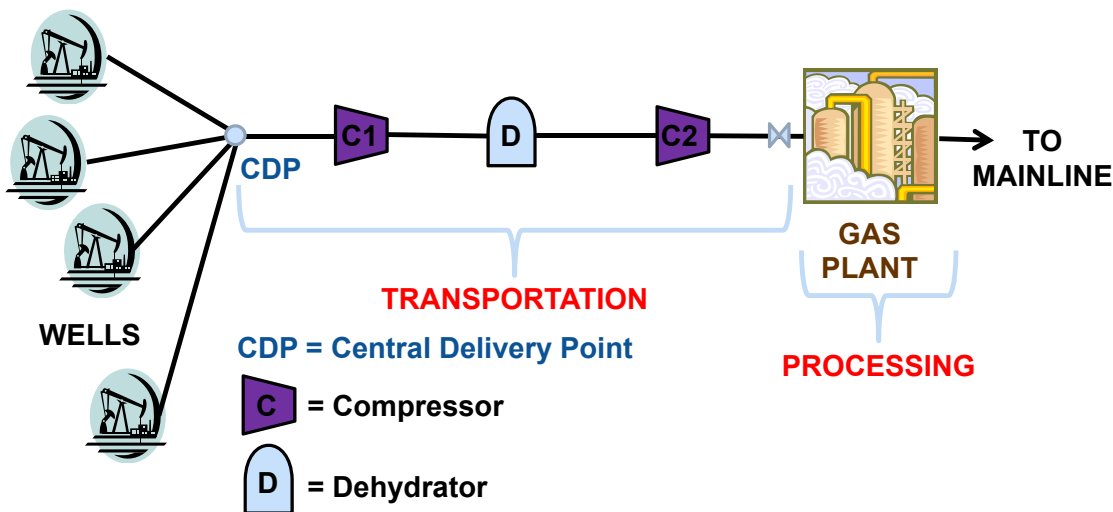 C1
D
C2
TO
MAINLINE
CDP
GAS
PLANT
TRANSPORTATION
WELLS
CDP = Central Delivery Point
PROCESSING
C = Compressor
D = Dehydrator